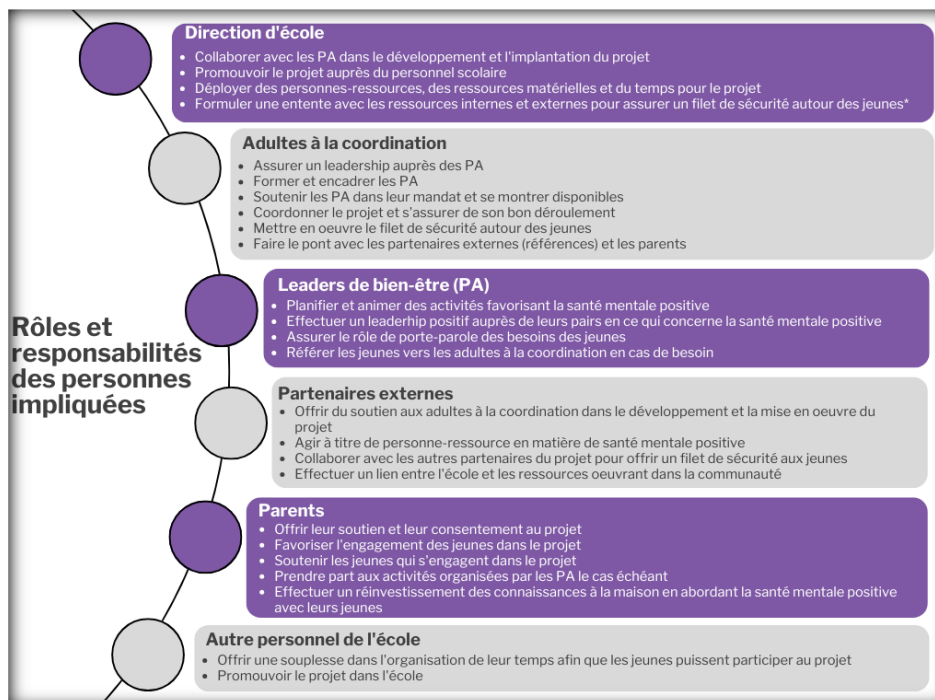 Direction d'école
• Collaborer avec les PA dans le développement et l'implantation du projet
• Promouvoir le projet auprès du personnel scolaire
• Déployer des personnes-ressources, des ressources matérielles et du temps pour le projet
• Formuler une entente avec les ressources internes et externes pour assurer un filet de sécurité autour des jeunes*
Adultes à la coordination
• Assurer un leadership auprès des PA
• Former et encadrer les PA
• Soutenir les PA dans leur mandat et se montrer disponibles
• Coordonner le projet et s'assurer de son bon déroulement
• Mettre en oeuvre le filet de sécurité autour des jeunes
• Faire le pont avec les partenaires externes (références) et les parents
Rôles et
responsabilités
des personnes
impliquées
Leaders de bien-être (PA)
• Planifier et animer des activités favorisant la santé mentale positive
• Effectuer un leaderhip positif auprès de leurs pairs en ce qui concerne la santé mentale positive
• Assurer le rôle de porte-parole des besoins des jeunes
• Référer les jeunes vers les adultes à la coordination en cas de besoin
Partenaires externes
• Offrir du soutien aux adultes à la coordination dans le développement et la mise en oeuvre du
projet
• Agir à titre de personne-ressource en matière de santé mentale positive
• Collaborer avec les autres partenaires du projet pour offrir un filet de sécurité aux jeunes
• Effectuer un lien entre l'école et les ressources oeuvrant dans la communauté
Parents
• Offrir leur soutien et leur consentement au projet
• Favoriser l'engagement des jeunes dans le projet
• Soutenir les jeunes qui s'engagent dans le projet
• Prendre part aux activités organisées par les PA le cas échéant
• Effectuer un réinvestissement des connaissances à la maison en abordant la santé mentale positive
avec leurs jeunes
Autre personnel de l'école
• Offrir une souplesse dans l'organisation de leur temps afin que les jeunes puissent participer au projet
• Promouvoir le projet dans l'école